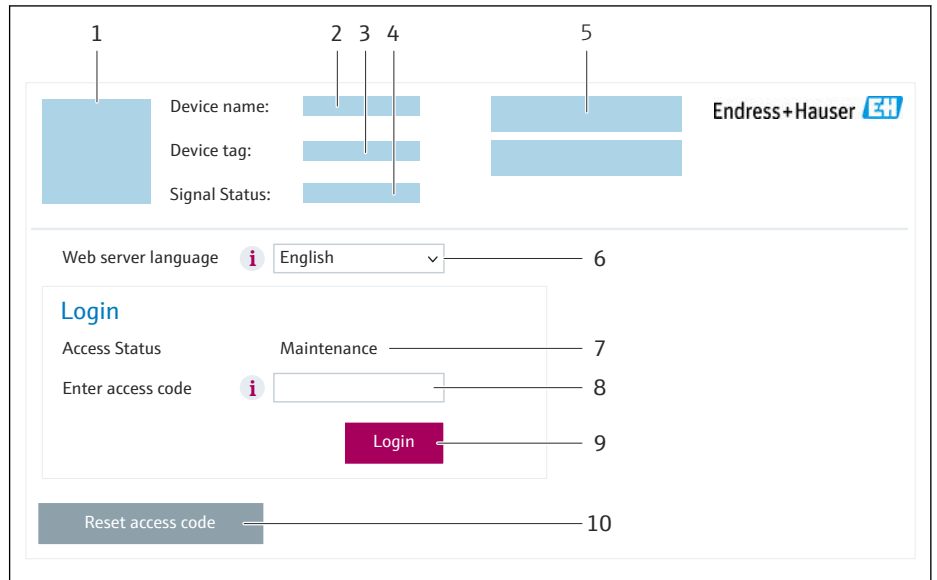 1 2 3 4 5
Device name:
Endress+Hauser EH
Device tag:
Signal Status:
Web server language i English 6
Login
Access Status Maintenance 7
Enter access code i 8
Login 9
Reset access code 10